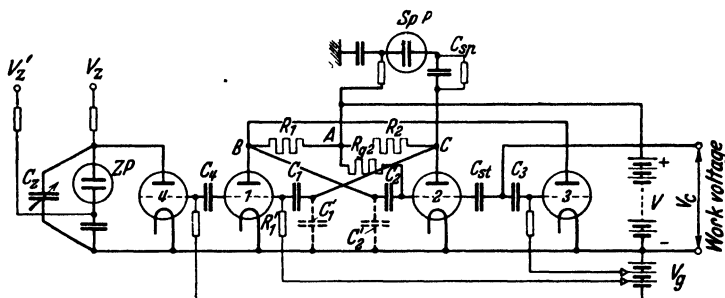 Sp P
V_z'
V_z
C_sp
R_1
A
R_2
B
R_g2
C
C_z
ZP
4
C_4
1
C_1
C_2
2
C_st
C_3
3
+
V
V_c
Work voltage
R_1'
C_1'
C_2'
-
V_g